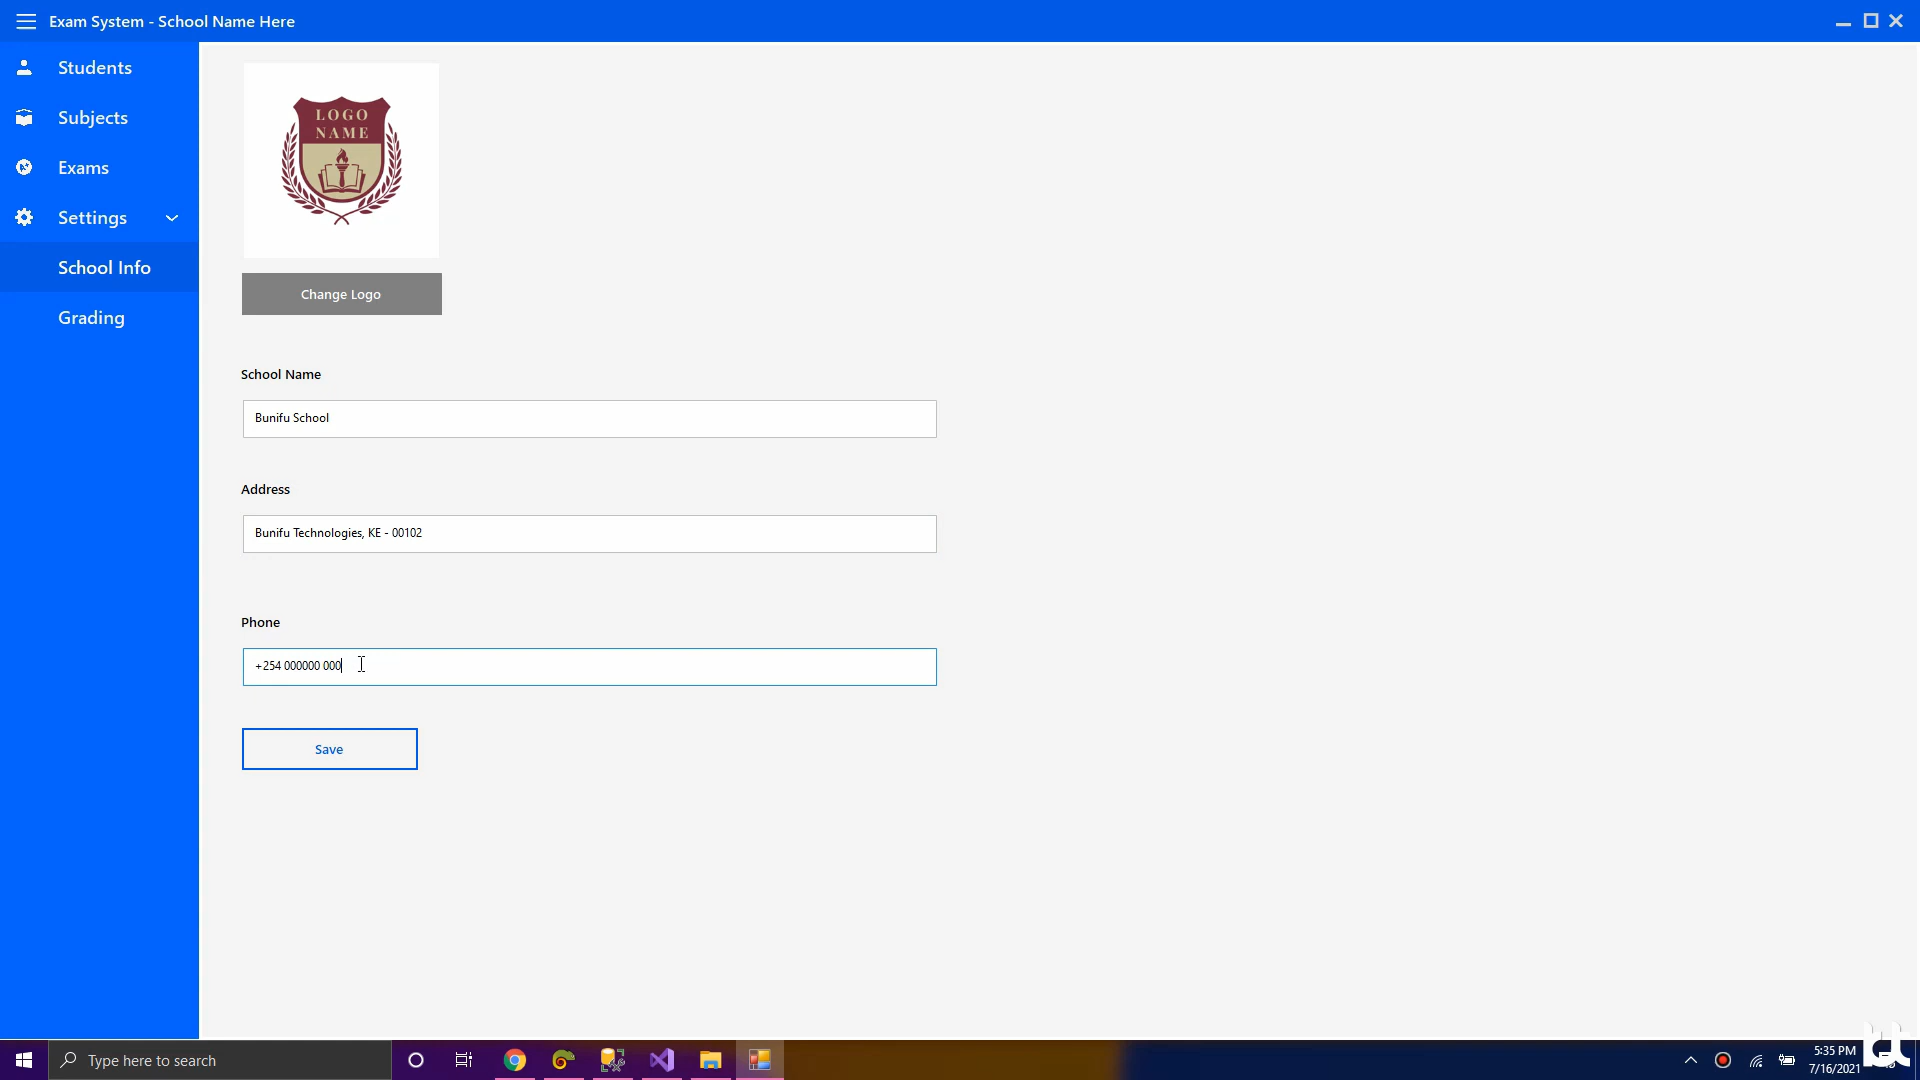 Exam System - School Name Here
Students
Subjects
Exams
Settings
School Info
Grading
LOGO
NAME
Change Logo
School Name
Bunifu School
Address
Bunifu Technologies, KE - 00102
Phone
+254 000000 000
Save
Type here to search
5:35 PM
7/16/2021